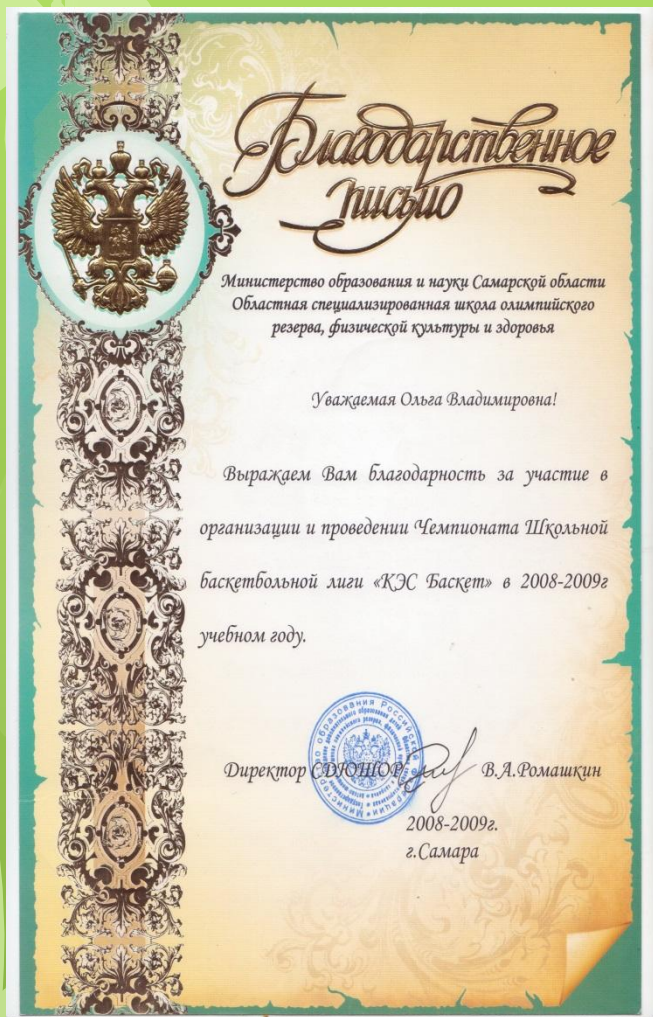 Благодарственное
письмо
Министерство образования и науки Самарской области
Областная специализированная школа олимпийского
резерва, физической культуры и здоровья
Уважаемая Ольга Владимировна!
Выражаем Вам благодарность за участие в
организации и проведении Чемпионата Школьной
баскетбольной лиги «КЭС Баскет» в 2008-2009г
учебном году.
Директор СДЮШОР В.А.Ромашкин
2008-2009г.
г.Самара